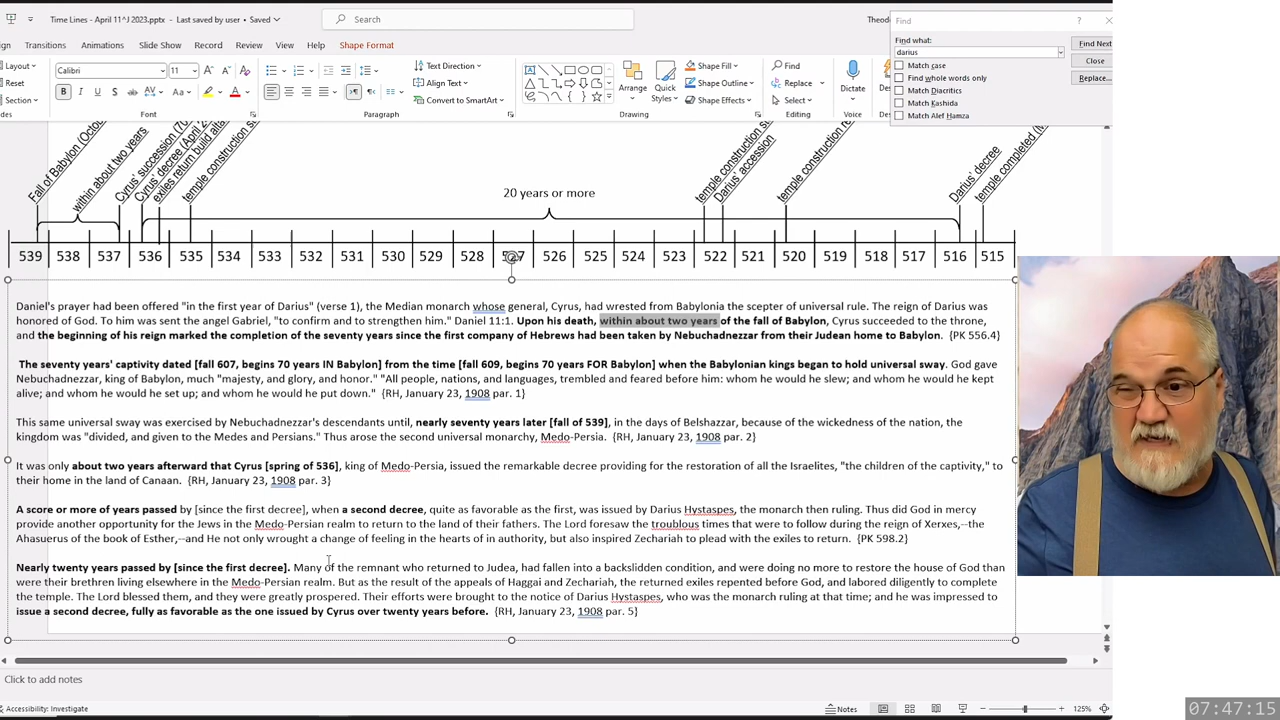 Time Lines - April 11^J 2023.pptx - Last saved by user • Saved
Search
Theodo
Find
? ×
ign Transitions Animations Slide Show Record Review View Help Shape Format
Find what:
darius
Find Next
Match case
Close
Find whole words only
Replace...
Match Diacritics
Match Kashida
Match Alef Hamza
Layout
Reset
Section
Calibri
11
Text Direction
Align Text
Convert to SmartArt
Arrange
Quick
Styles
Shape Fill
Shape Outline
Shape Effects
Find
Replace
Select
Dictate
ides
Font
Paragraph
Drawing
Editing
Voice
Fall of Babylon (Octo
within about two years
Cyrus' succession (
Cyrus' decree (April
exiles return build alta
temple construction
20 years or more
temple construction
Darius' accession
temple construction re
Darius' decree
temple completed (
539 538 537 536 535 534 533 532 531 530 529 528 527 526 525 524 523 522 516 515
Daniel's prayer had been offered "in the first year of Darius" (verse 1), the Median monarch whose general, Cyrus, had wrested from Babylonia the scepter of universal rule. The reign of Darius was
honored of God. To him was sent the angel Gabriel, "to confirm and to strengthen him." Daniel 11:1. Upon his death, within about two years of the fall of Babylon, Cyrus succeeded to the throne,
and the beginning of his reign marked the completion of the seventy years since the first company of Hebrews had been taken by Nebuchadnezzar from their Judean home to Babylon. {PK 556.4}
The seventy years' captivity dated [fall 607, begins 70 years IN Babylon] from the time [fall 609, begins 70 years FOR Babylon] when the Babylonian kings began to hold universal sway. God gave
Nebuchadnezzar, king of Babylon, much "majesty, and glory, and honor." "All people, nations, and languages, trembled and feared before him: whom he would he slew; and whom he would he kept
alive; and whom he would he set up; and whom he would he put down." {RH, January 23, 1908 par. 1}
This same universal sway was exercised by Nebuchadnezzar's descendants until, nearly seventy years later [fall of 539], in the days of Belshazzar, because of the wickedness of the nation, the
kingdom was "divided, and given to the Medes and Persians." Thus arose the second universal monarchy, Medo-Persia. {RH, January 23, 1908 par. 2}
It was only about two years afterward that Cyrus [spring of 536], king of Medo-Persia, issued the remarkable decree providing for the restoration of all the Israelites, "the children of the captivity," to
their home in the land of Canaan. {RH, January 23, 1908 par. 3}
A score or more of years passed by [since the first decree], when a second decree, quite as favorable as the first, was issued by Darius Hystaspes, the monarch then ruling. Thus did God in mercy
provide another opportunity for the Jews in the Medo-Persian realm to return to the land of their fathers. The Lord foresaw the troublous times that were to follow during the reign of Xerxes,--the
Ahasuerus of the book of Esther,--and He not only wrought a change of feeling in the hearts of in authority, but also inspired Zechariah to plead with the exiles to return. {PK 598.2}
Nearly twenty years passed by [since the first decree]. Many of the remnant who returned to Judea, had fallen into a backslidden condition, and were doing no more to restore the house of God than
were their brethren living elsewhere in the Medo-Persian realm. But as the result of the appeals of Haggai and Zechariah, the returned exiles repented before God, and labored diligently to complete
the temple. The Lord blessed them, and they were greatly prospered. Their efforts were brought to the notice of Darius Hystaspes, who was the monarch ruling at that time; and he was impressed to
issue a second decree, fully as favorable as the one issued by Cyrus over twenty years before. {RH, January 23, 1908 par. 5}
Click to add notes
Accessibility: Investigate
Notes
125%
07:47:15